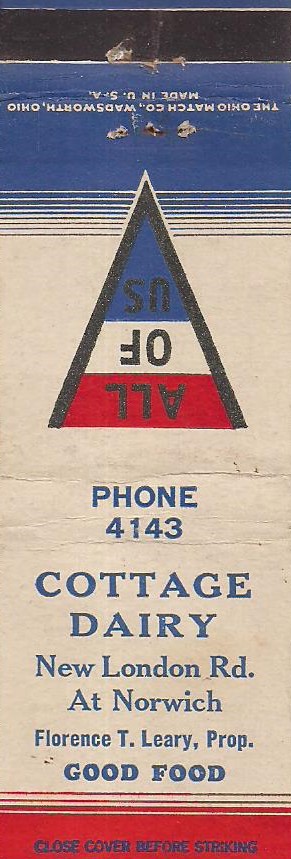 THE OHIO MATCH CO., WADSWORTH, OHIO
MADE IN U.S.A.
ALL
OF
US
PHONE
4143
COTTAGE
DAIRY
New London Rd.
At Norwich
Florence T. Leary, Prop.
GOOD FOOD
CLOSE COVER BEFORE STRIKING